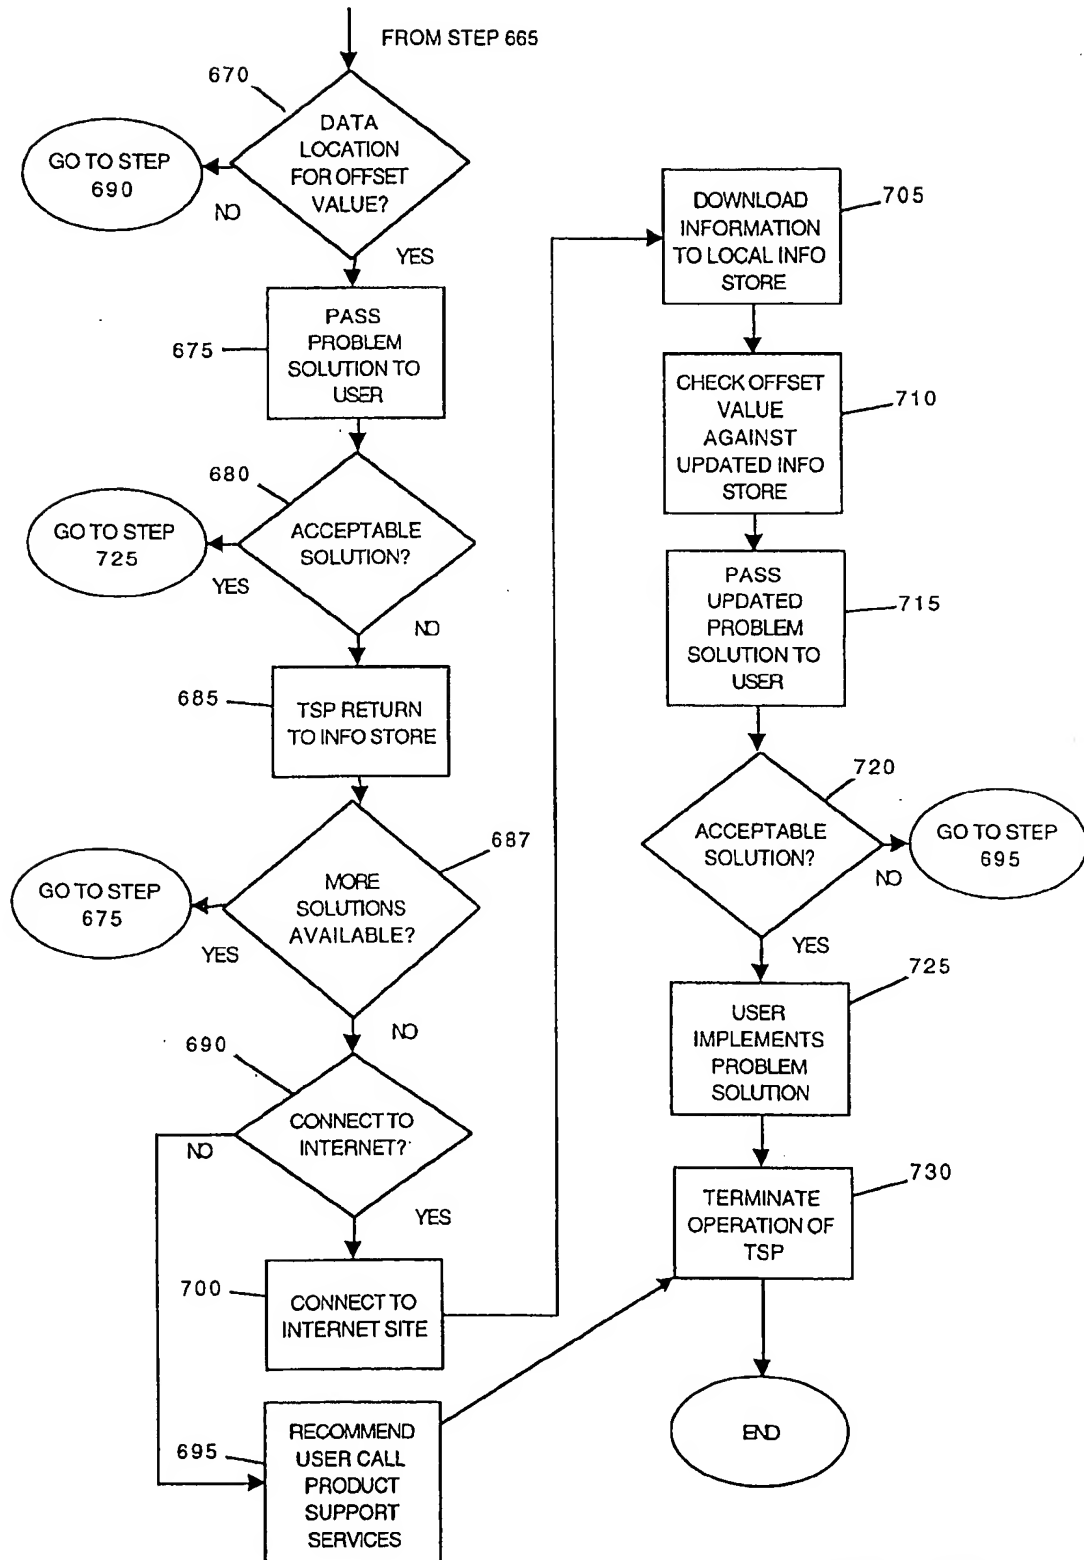 FROM STEP 665
670
DATA
LOCATION
FOR OFFSET
VALUE?
GO TO STEP
690
NO
YES
675
PASS
PROBLEM
SOLUTION TO
USER
680
ACCEPTABLE
SOLUTION?
GO TO STEP
725
YES
NO
685
TSP RETURN
TO INFO STORE
687
MORE
SOLUTIONS
AVAILABLE?
GO TO STEP
675
YES
NO
690
CONNECT TO
INTERNET?
NO
YES
700
CONNECT TO
INTERNET SITE
695
RECOMMEND
USER CALL
PRODUCT
SUPPORT
SERVICES
705
DOWNLOAD
INFORMATION
TO LOCAL INFO
STORE
710
CHECK OFFSET
VALUE
AGAINST
UPDATED INFO
STORE
715
PASS
UPDATED
PROBLEM
SOLUTION TO
USER
720
ACCEPTABLE
SOLUTION?
GO TO STEP
695
NO
YES
725
USER
IMPLEMENTS
PROBLEM
SOLUTION
730
TERMINATE
OPERATION OF
TSP
END